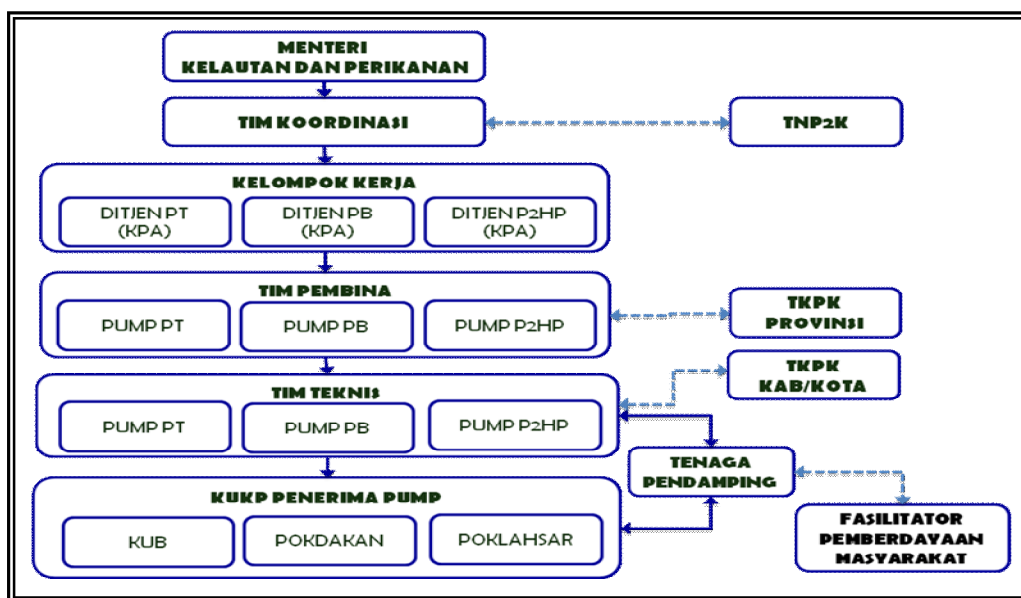 MENTERI
KELAUTAN DAN PERIKANAN
TIM KOORDINASI
TNP2K
KELOMPOK KERJA
DITJEN PT
(KPA)
DITJEN PB
(KPA)
DITJEN P2HP
(KPA)
TIM PEMBINA
PUMP PT
PUMP PB
PUMP P2HP
TKPK
PROVINSI
TKPK
KAB/KOTA
TIM TEKNIS
PUMP PT
PUMP PB
PUMP P2HP
TENAGA
PENDAMPING
KUKP PENERIMA PUMP
KUB
POKDAKAN
POKLAHSAR
FASILITATOR
PEMBERDAYAAN
MASYARAKAT